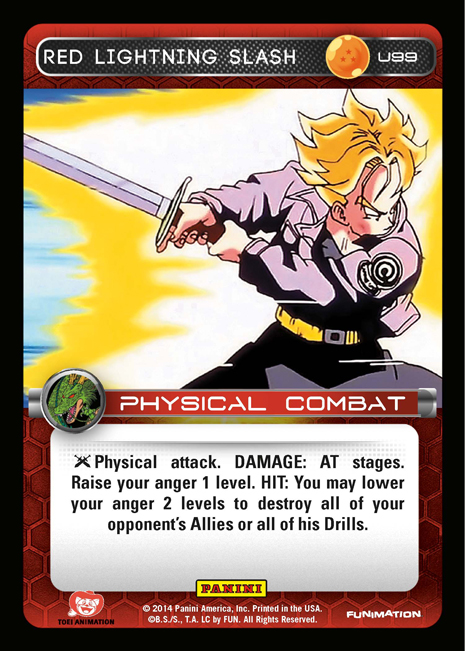 RED LIGHTNING SLASH U99
PHYSICAL COMBAT
Physical attack. DAMAGE: AT stages.
Raise your anger 1 level. HIT: You may lower
your anger 2 levels to destroy all of your
opponent's Allies or all of his Drills.
PANINI
© 2014 Panini America, Inc. Printed in the USA.
©B.S./S., T.A. LC by FUN. All Rights Reserved.
TOEI ANIMATION
FUNIMATION